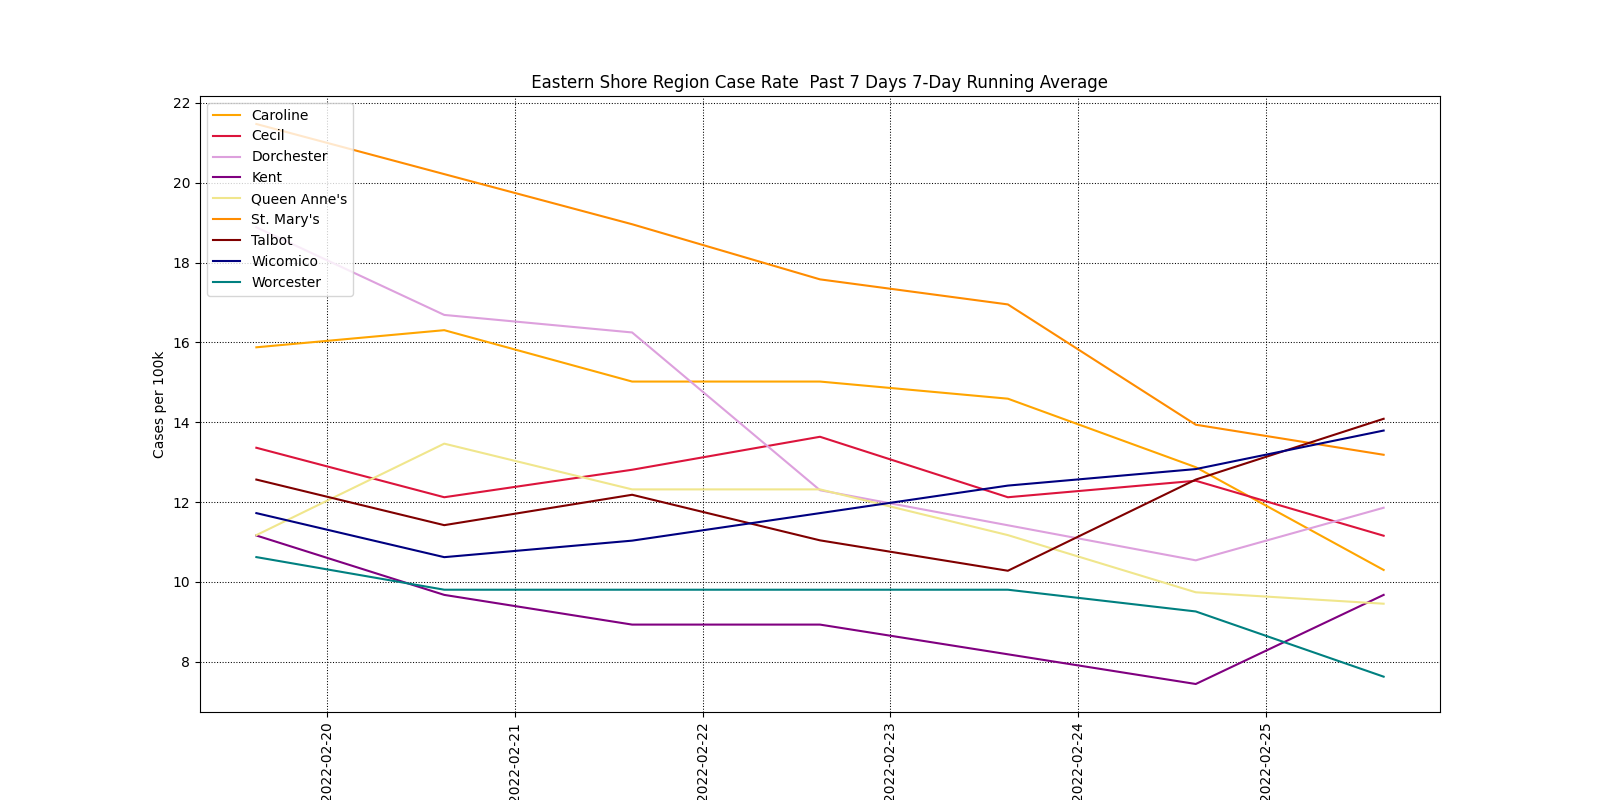 Eastern Shore Region Case Rate  Past 7 Days 7-Day Running Average
22
20
18
16
14
12
10
8
Cases per 100k
Caroline
Cecil
Dorchester
Kent
Queen Anne's
St. Mary's
Talbot
Wicomico
Worcester
2022-02-20
2022-02-21
2022-02-22
2022-02-23
2022-02-24
2022-02-25